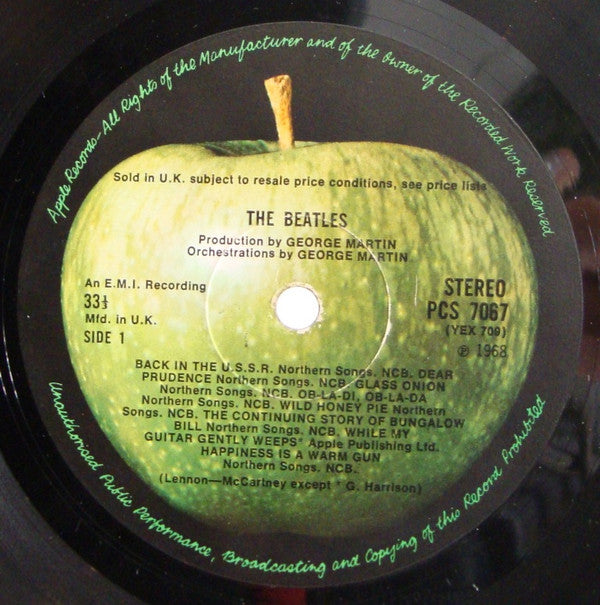 Apple Records–All Rights of the Manufacturer and of the Owner of the Recorded Work Reserved
Sold in U.K. subject to resale price conditions, see price lists
THE BEATLES
Production by GEORGE MARTIN
Orchestrations by GEORGE MARTIN
An E.M.I. Recording
33⅓
Mfd. in U.K.
SIDE 1
STEREO
PCS 7067
(YEX 709)
℗ 1968
BACK IN THE U.S.S.R. Northern Songs. NCB. DEAR
PRUDENCE Northern Songs. NCB. GLASS ONION
Northern Songs. NCB. OB-LA-DI, OB-LA-DA
Northern Songs. NCB. WILD HONEY PIE Northern
Songs. NCB. THE CONTINUING STORY OF BUNGALOW
BILL Northern Songs. NCB. WHILE MY
GUITAR GENTLY WEEPS* Apple Publishing Ltd.
HAPPINESS IS A WARM GUN
Northern Songs. NCB.
(Lennon—McCartney except * G. Harrison)
Unauthorised Public Performance, Broadcasting and Copying of this Record Prohibited